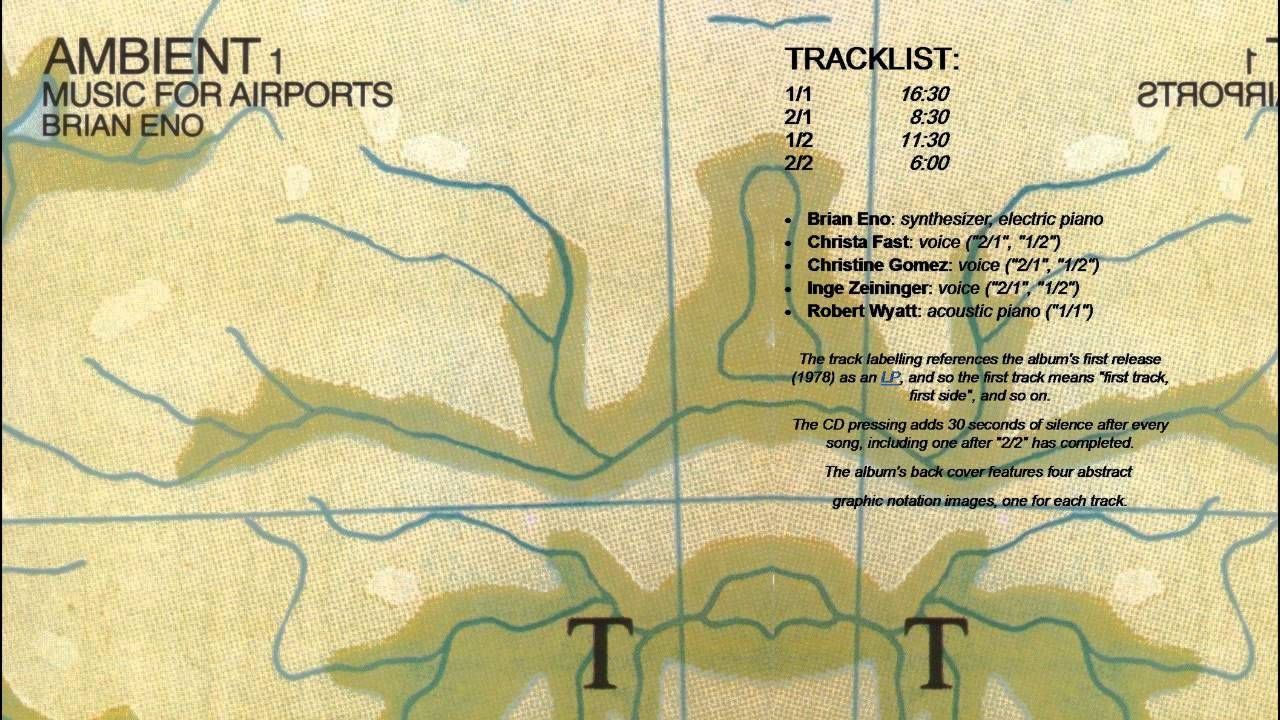 AMBIENT 1
MUSIC FOR AIRPORTS
BRIAN ENO
TRACKLIST:
1/1 16:30
2/1 8:30
1/2 11:30
2/2 6:00
• Brian Eno: synthesizer, electric piano
• Christa Fast: voice ("2/1", "1/2")
• Christine Gomez: voice ("2/1", "1/2")
• Inge Zeininger: voice ("2/1", "1/2")
• Robert Wyatt: acoustic piano ("1/1")
The track labelling references the album's first release
(1978) as an LP, and so the first track means "first track,
first side", and so on.
The CD pressing adds 30 seconds of silence after every
song, including one after "2/2" has completed.
The album's back cover features four abstract
graphic notation images, one for each track.
T T
1
PORTS